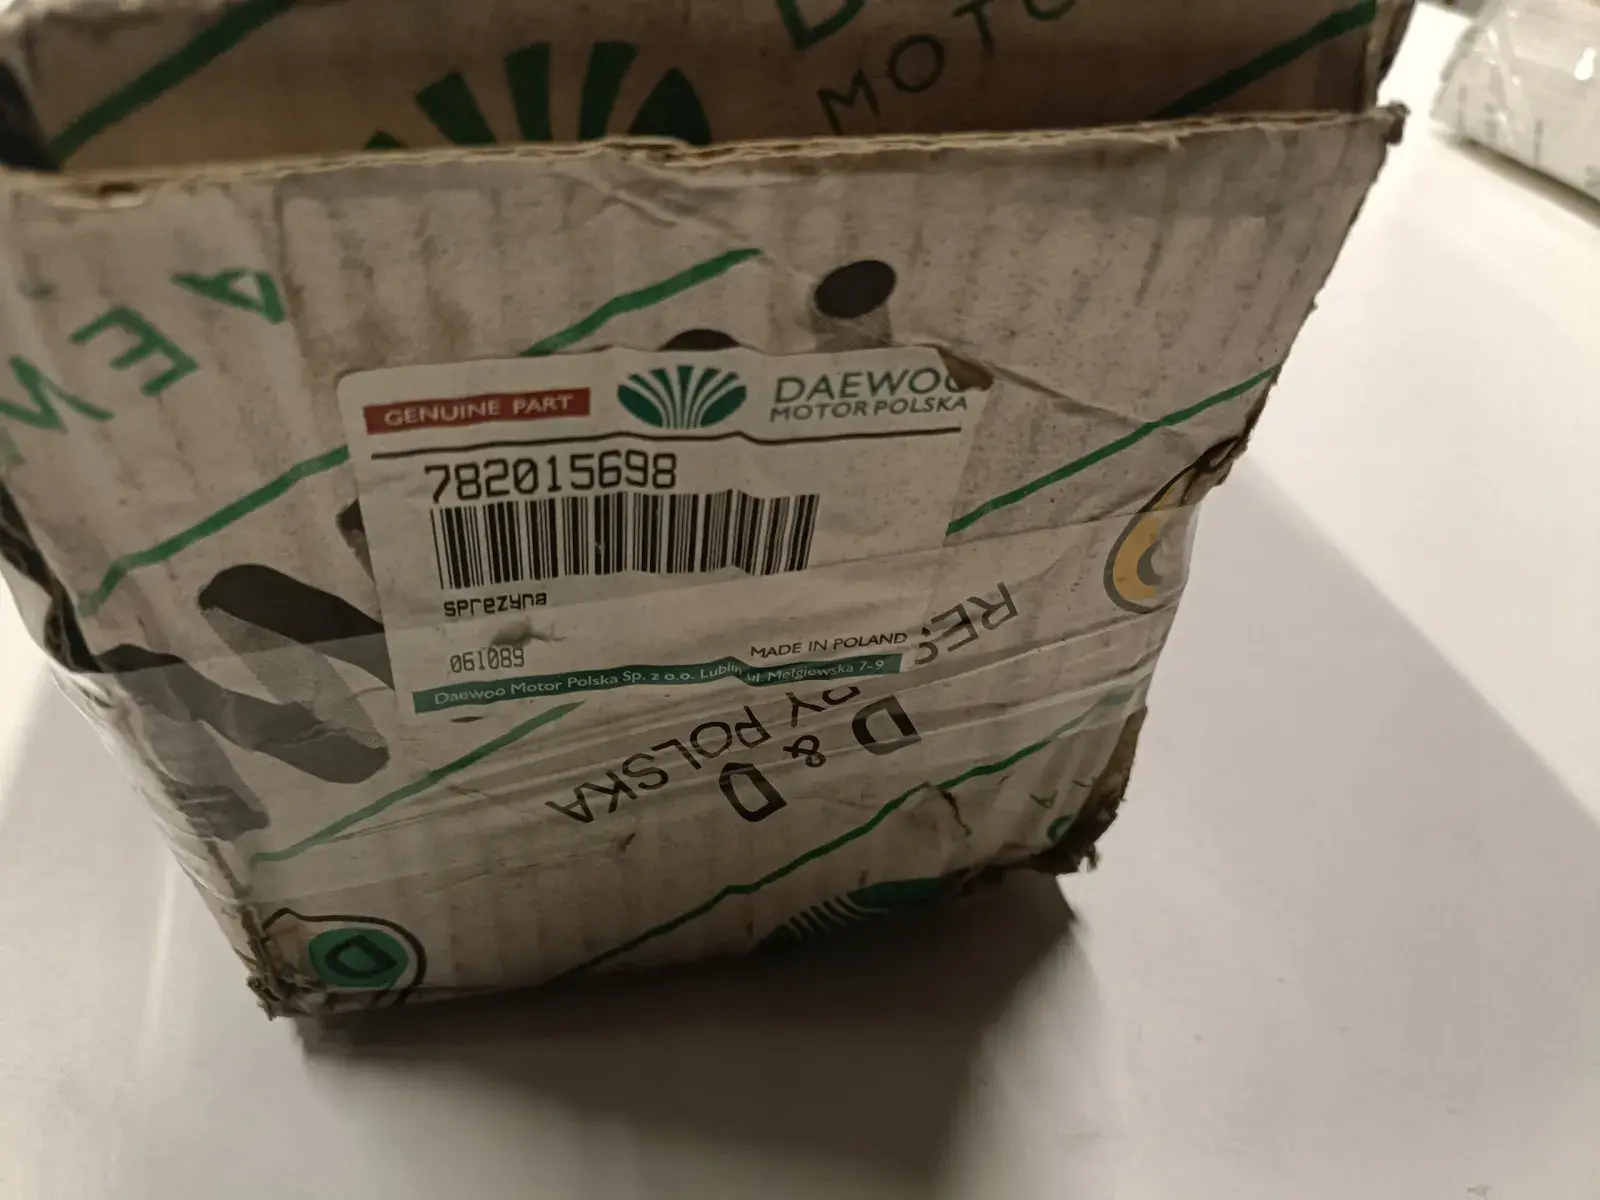 MOTO
GENUINE PART
DAEWOO
MOTOR POLSKA
782015698
sprezyna
061089
MADE IN POLAND
Daewoo Motor Polska Sp. z o.o. Lublin ul. Mełgiewska 7-9
D & D
POLSKA
D